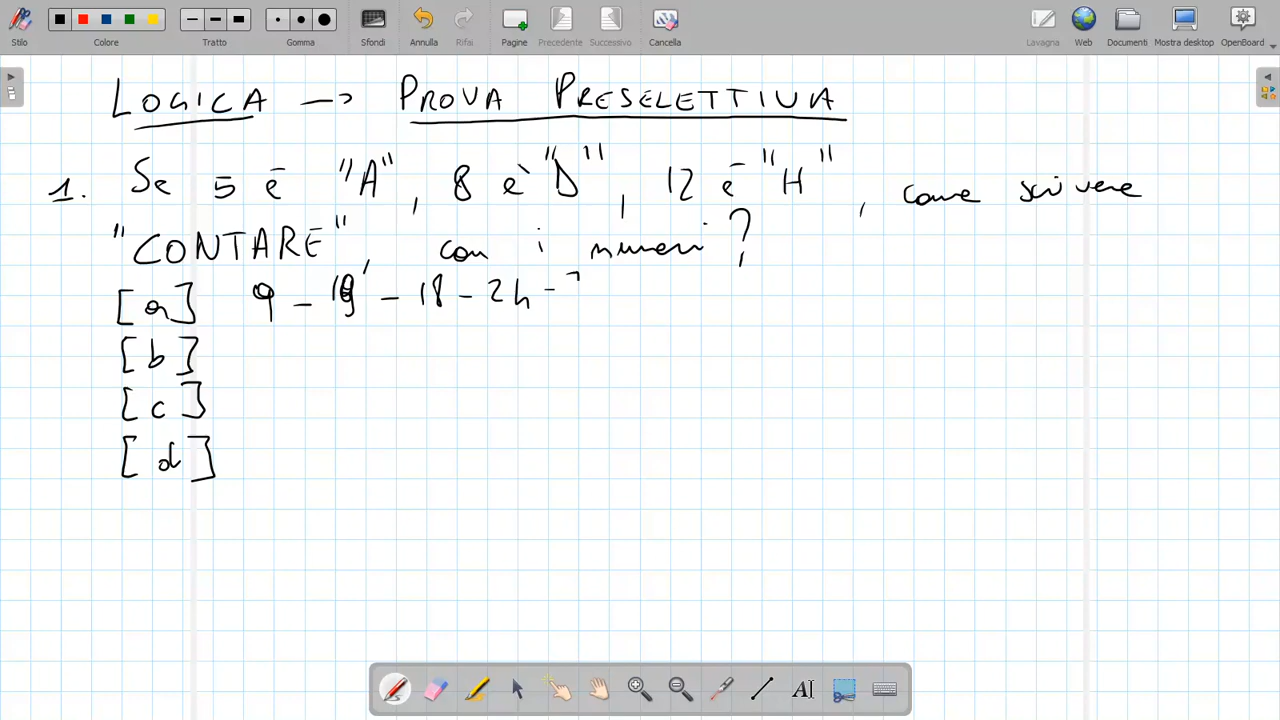 Stilo
Colore
Tratto
Gomma
Sfondi
Annulla
Rifai
Pagine
Precedente
Successivo
Cancella
Lavagna
Web
Documenti
Mostra desktop
OpenBoard
LOGICA → PROVA PRESELETTIVA
1. Se 5 è "A", 8 è "D", 12 è "H", come scrivere
"CONTARE", con i numeri?
[a] 9 - 19 - 18 - 24 -
[b]
[c]
[d]